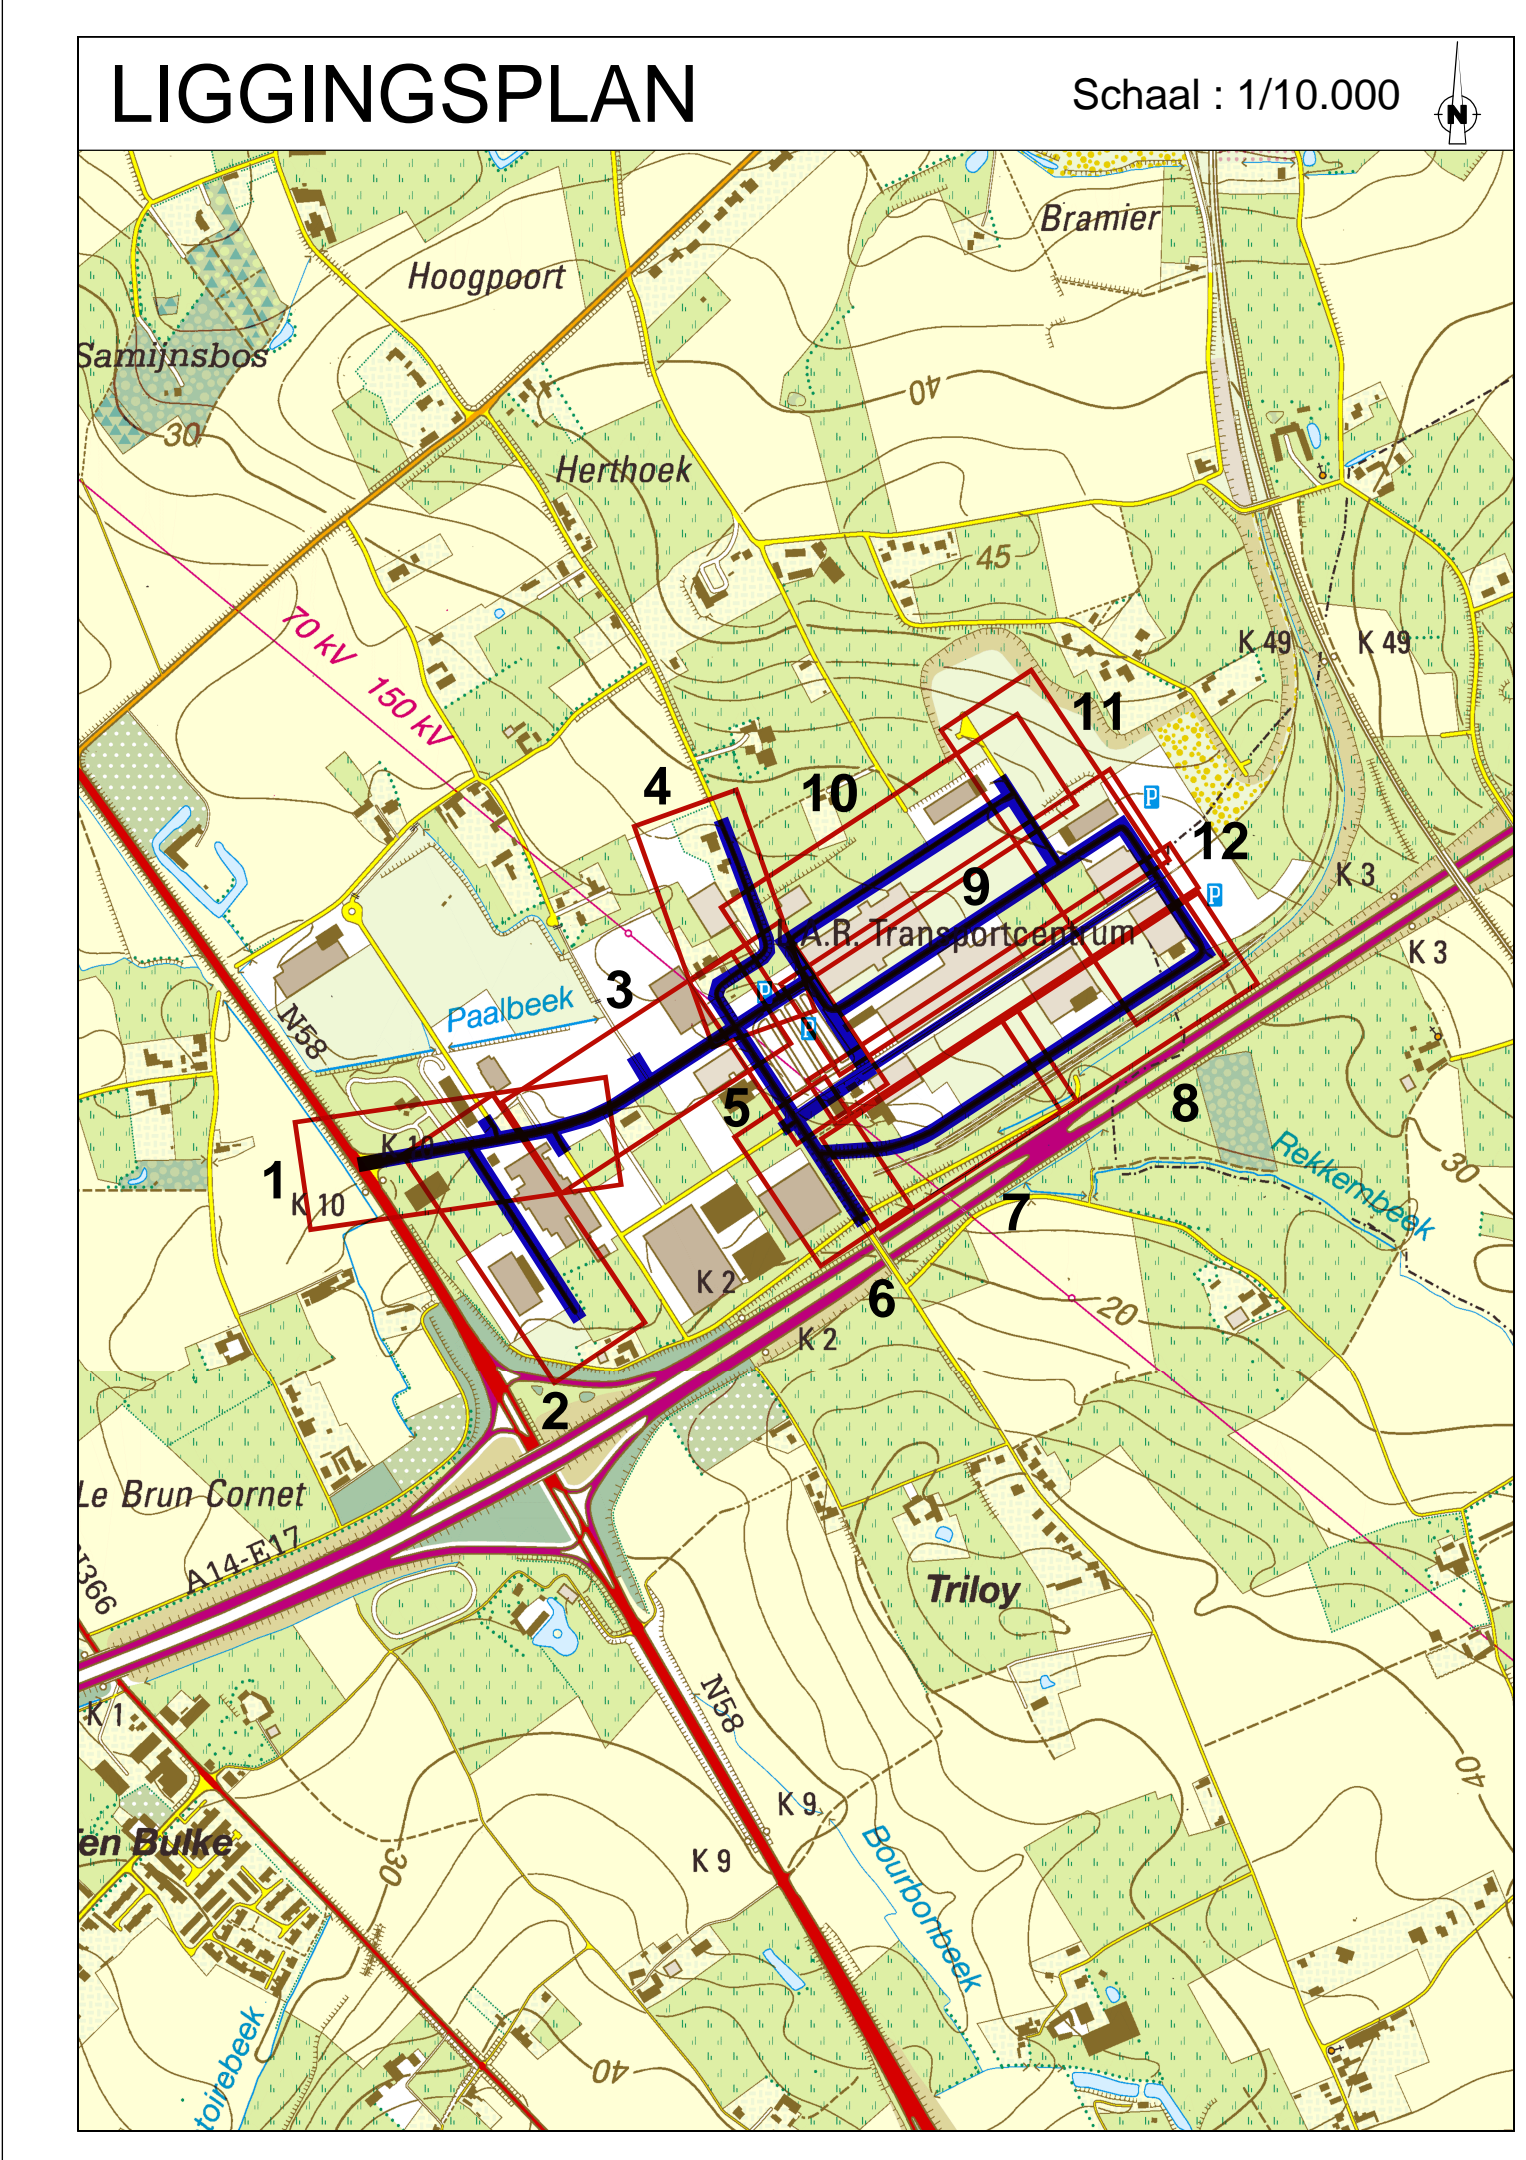 LIGGINGSPLAN
Schaal : 1/10.000
N
Bramier
Hoogpoort
Samijnsbos
40
30
Herthoek
45
70 kV
K 49
K 49
150 kV
11
4
10
P
12
K 3
9
P
L.A.R. Transportcentrum
K 3
3
P
Paalbeek
N58
P
5
8
K 10
Rekkembeek
30
1
K 10
7
K 2
6
20
K 2
2
Le Brun Cornet
A14-E17
N366
Triloy
N58
K 1
40
K 9
en Bulke
K 9
30
Bourbonbeek
toirebeek
40